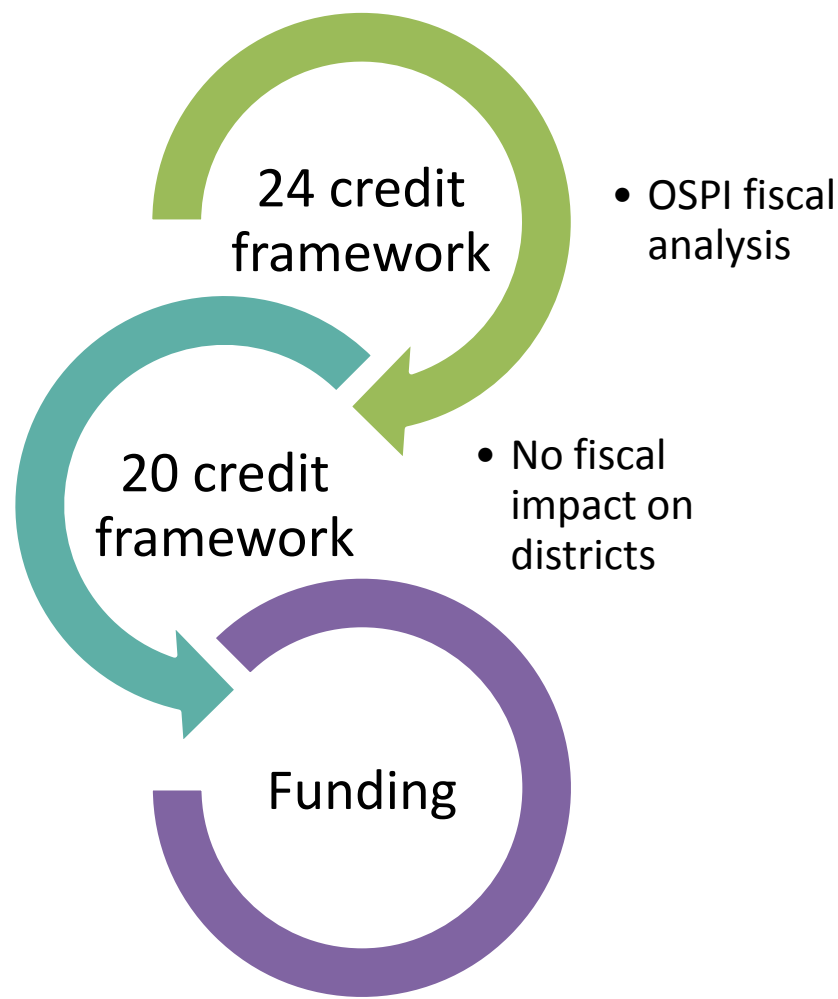 24 credit
framework
• OSPI fiscal
analysis
20 credit
framework
• No fiscal
impact on
districts
Funding